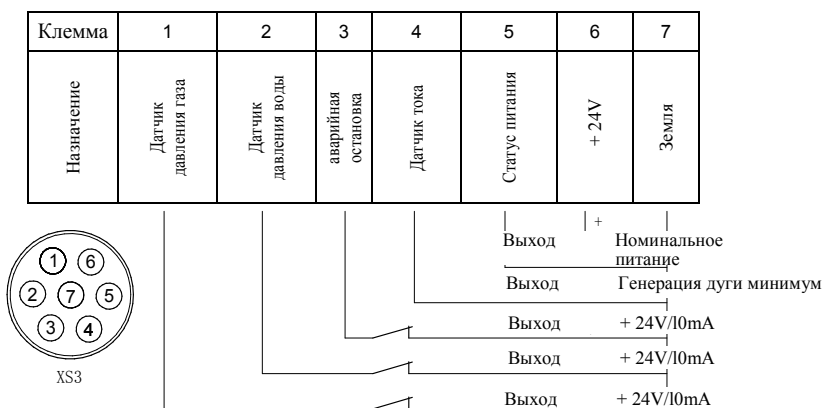 Клемма 1 2 3 4 5 6 7
Назначение
Датчик
давления газа
Датчик
давления воды
аварийная
остановка
Датчик тока
Статус питания
+ 24V
Земля
+
Выход Номинальное
питание
Выход Генерация дуги минимум
Выход + 24V/l0mA
Выход + 24V/l0mA
Выход + 24V/l0mA
1 6
2 7 5
3 4
XS3